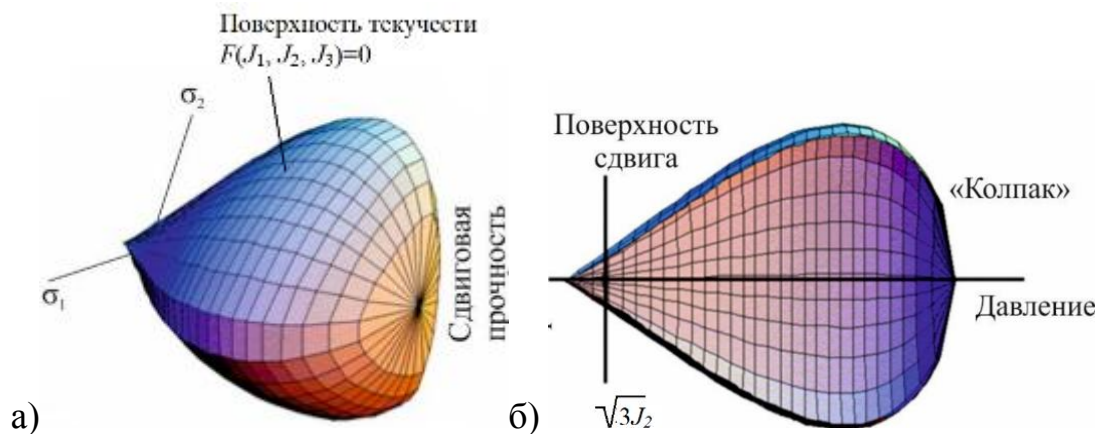 Поверхность текучести
F(J₁, J₂, J₃)=0
σ₂
σ₁
Сдвиговая
прочность
а)
Поверхность
сдвига
«Колпак»
Давление
√3J₂
б)